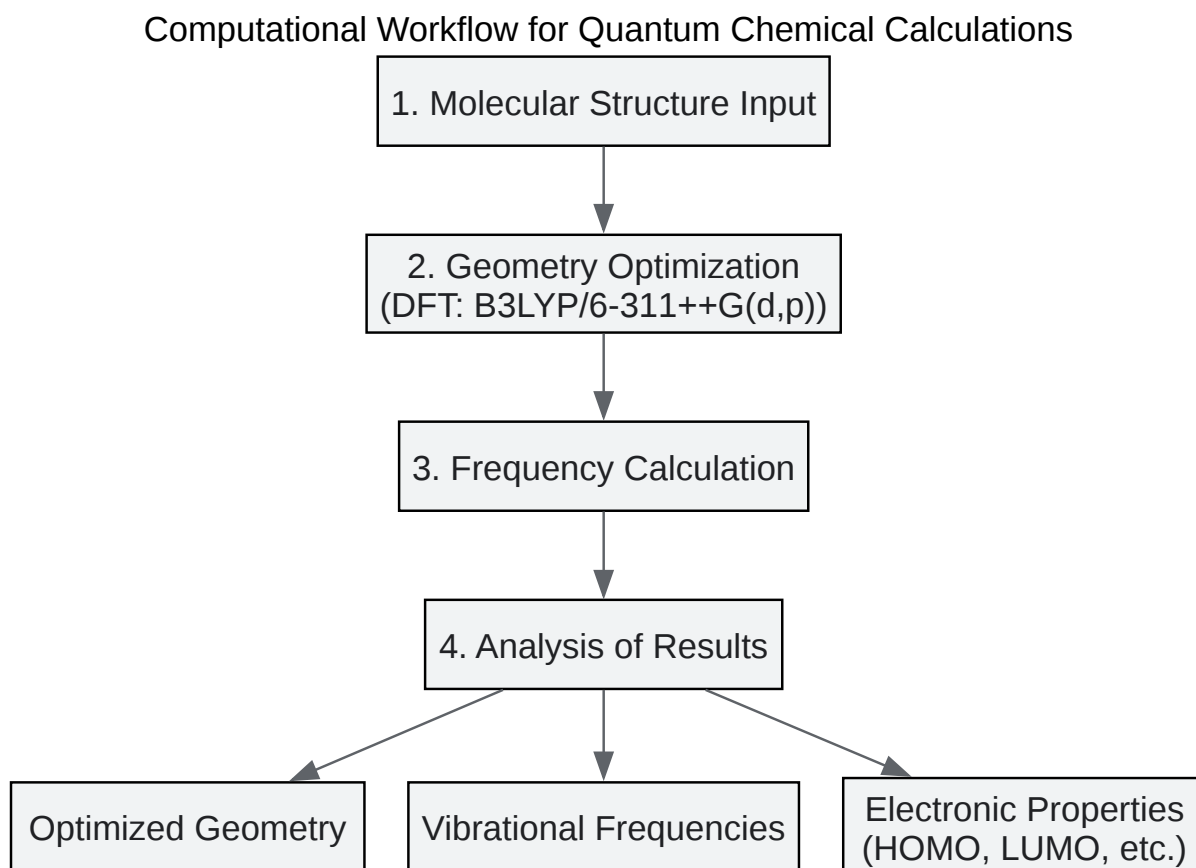 Computational Workflow for Quantum Chemical Calculations
1. Molecular Structure Input
2. Geometry Optimization
(DFT: B3LYP/6-311++G(d,p))
3. Frequency Calculation
4. Analysis of Results
Optimized Geometry
Vibrational Frequencies
Electronic Properties
(HOMO, LUMO, etc.)